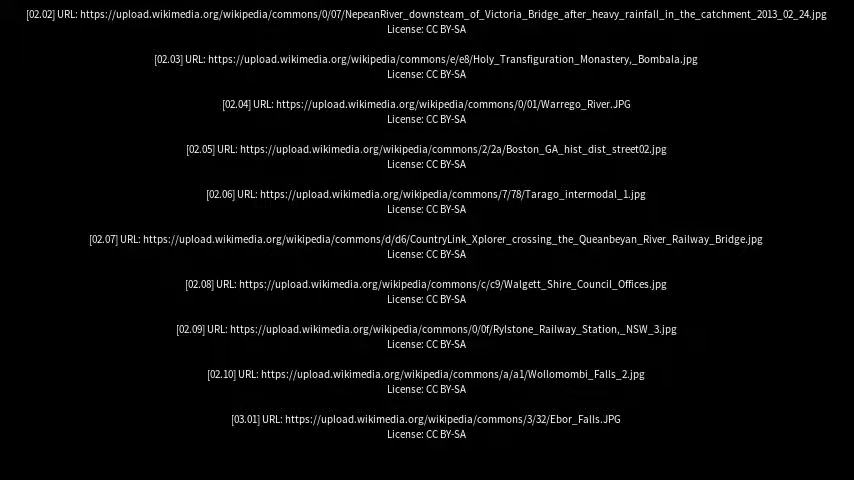 [02.02] URL: https://upload.wikimedia.org/wikipedia/commons/0/07/NepeanRiver_downsteam_of_Victoria_Bridge_after_heavy_rainfall_in_the_catchment_2013_02_24.jpg
License: CC BY-SA
[02.03] URL: https://upload.wikimedia.org/wikipedia/commons/e/e8/Holy_Transfiguration_Monastery,_Bombala.jpg
License: CC BY-SA
[02.04] URL: https://upload.wikimedia.org/wikipedia/commons/0/01/Warrego_River.JPG
License: CC BY-SA
[02.05] URL: https://upload.wikimedia.org/wikipedia/commons/2/2a/Boston_GA_hist_dist_street02.jpg
License: CC BY-SA
[02.06] URL: https://upload.wikimedia.org/wikipedia/commons/7/78/Tarago_intermodal_1.jpg
License: CC BY-SA
[02.07] URL: https://upload.wikimedia.org/wikipedia/commons/d/d6/CountryLink_Xplorer_crossing_the_Queanbeyan_River_Railway_Bridge.jpg
License: CC BY-SA
[02.08] URL: https://upload.wikimedia.org/wikipedia/commons/c/c9/Walgett_Shire_Council_Offices.jpg
License: CC BY-SA
[02.09] URL: https://upload.wikimedia.org/wikipedia/commons/0/0f/Rylstone_Railway_Station,_NSW_3.jpg
License: CC BY-SA
[02.10] URL: https://upload.wikimedia.org/wikipedia/commons/a/a1/Wollomombi_Falls_2.jpg
License: CC BY-SA
[03.01] URL: https://upload.wikimedia.org/wikipedia/commons/3/32/Ebor_Falls.JPG
License: CC BY-SA